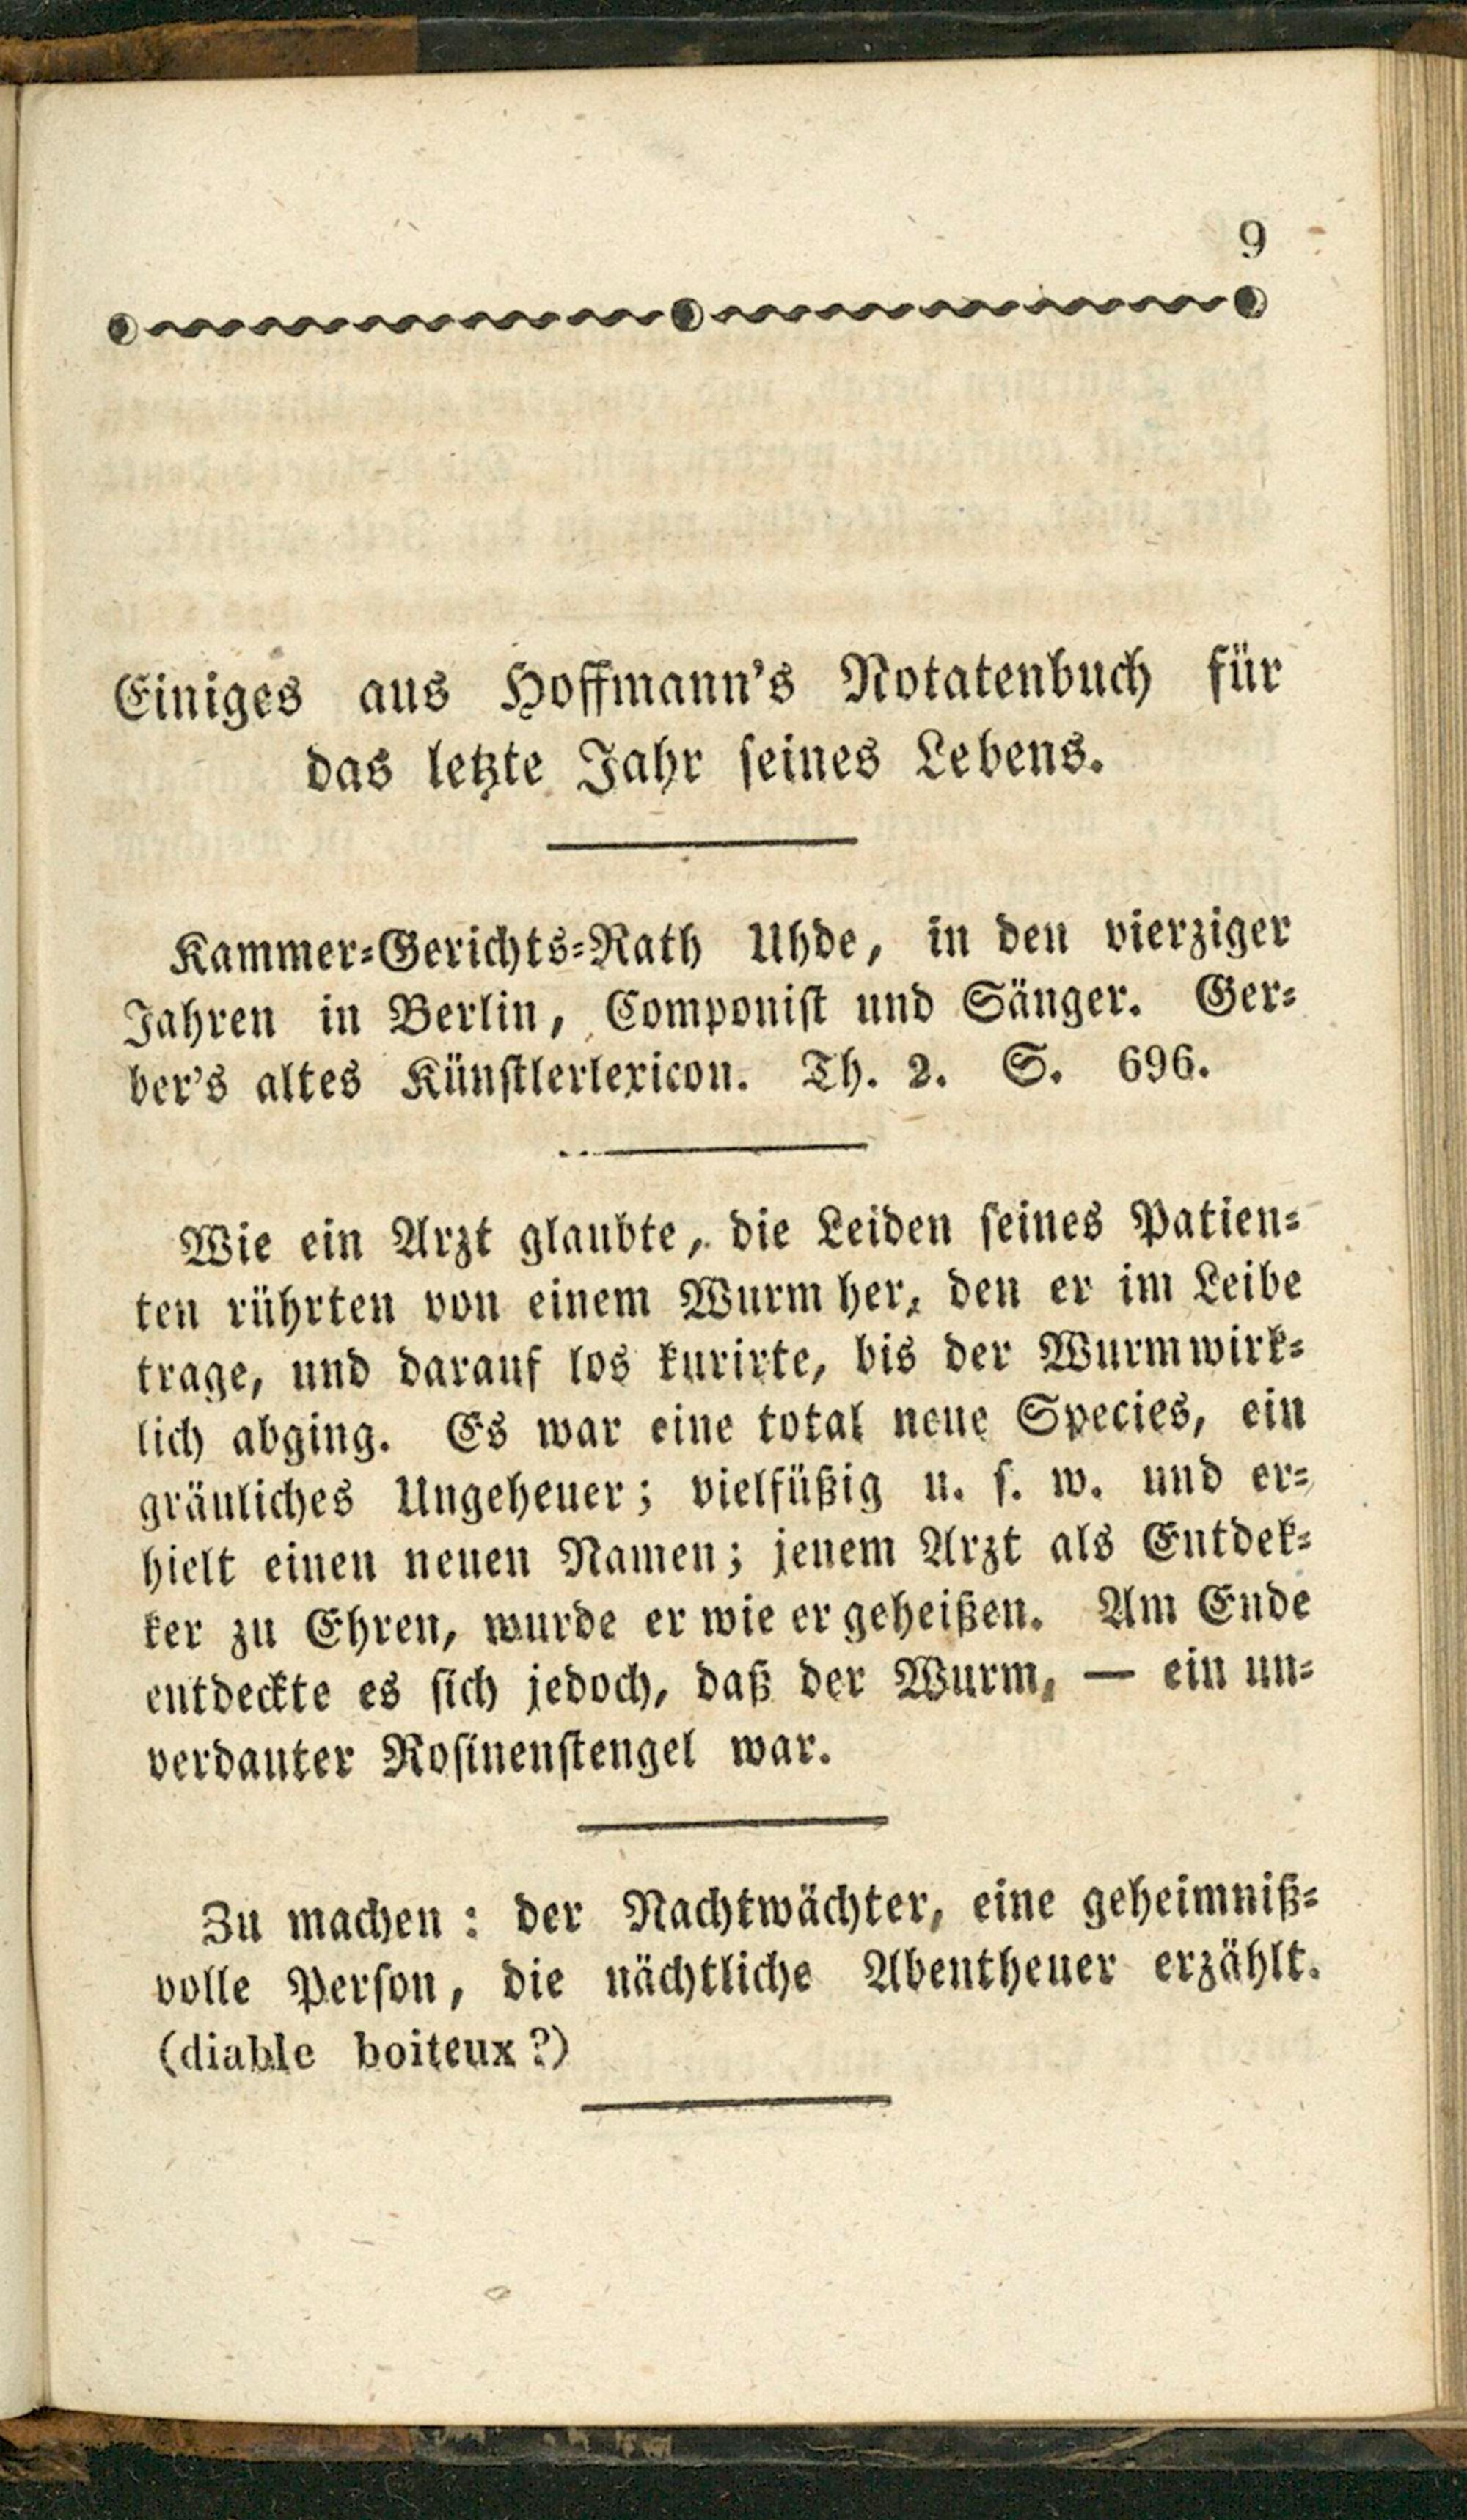 9
Einiges aus Hoffmann's Notatenbuch für
das letzte Jahr seines Lebens.
Kammer-Gerichts-Rath Uhde, in den vierziger
Jahren in Berlin, Componist und Sänger. Ger-
ber's altes Künstlerlexicon. Th. 2. S. 696.
Wie ein Arzt glaubte, die Leiden seines Patien-
ten rührten von einem Wurm her, den er im Leibe
trage, und darauf los kurirte, bis der Wurm wirk-
lich abging. Es war eine total neue Species, ein
gräuliches Ungeheuer; vielfüßig u. s. w. und er-
hielt einen neuen Namen; jenem Arzt als Entdek-
ker zu Ehren, wurde er wie er geheißen. Am Ende
entdeckte es sich jedoch, daß der Wurm, — ein un-
verdauter Rosinenstengel war.
Zu machen: der Nachtwächter, eine geheimniß-
volle Person, die nächtliche Abentheuer erzählt.
(diable boiteux?)